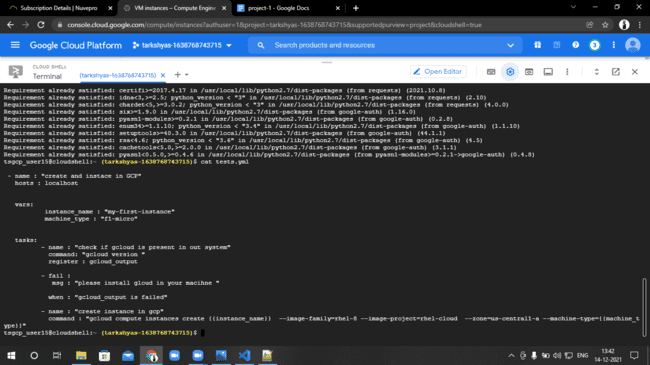 Subscription Details | Nuvepro
VM instances – Compute Engine
project-1 - Google Docs
console.cloud.google.com/compute/instances?authuser=1&project=tarkshyas-1638768743715&supportedpurview=project&cloudshell=true
Google Cloud Platform
tarkshyas-1638768743715
Search products and resources
3
CLOUD SHELL
Terminal
(tarkshyas-1638768743715)
Open Editor
Requirement already satisfied: certifi>=2017.4.17 in /usr/local/lib/python2.7/dist-packages (from requests) (2021.10.8)
Requirement already satisfied: idna<3,>=2.5; python_version < "3" in /usr/local/lib/python2.7/dist-packages (from requests) (2.10)
Requirement already satisfied: chardet<5,>=3.0.2; python_version < "3" in /usr/local/lib/python2.7/dist-packages (from requests) (4.0.0)
Requirement already satisfied: six>=1.9.0 in /usr/local/lib/python2.7/dist-packages (from google-auth) (1.16.0)
Requirement already satisfied: pyasn1-modules>=0.2.1 in /usr/local/lib/python2.7/dist-packages (from google-auth) (0.2.8)
Requirement already satisfied: enum34>=1.1.10; python_version < "3.4" in /usr/local/lib/python2.7/dist-packages (from google-auth) (1.1.10)
Requirement already satisfied: setuptools>=40.3.0 in /usr/local/lib/python2.7/dist-packages (from google-auth) (44.1.1)
Requirement already satisfied: rsa<4.6; python_version < "3.6" in /usr/local/lib/python2.7/dist-packages (from google-auth) (4.5)
Requirement already satisfied: cachetools<5.0,>=2.0.0 in /usr/local/lib/python2.7/dist-packages (from google-auth) (3.1.1)
Requirement already satisfied: pyasn1<0.5.0,>=0.4.6 in /usr/local/lib/python2.7/dist-packages (from pyasn1-modules>=0.2.1->google-auth) (0.4.8)
tsgcp_user15@cloudshell:~ (tarkshyas-1638768743715)$ cat tests.yml
- name : "create and instace in GCP"
hosts : localhost
vars:
instance_name : "my-first-instance"
machine_type : "f1-micro"
tasks:
- name : "check if gcloud is present in out system"
command: "gcloud version "
register : gcloud_output
- fail :
msg : "please install gloud in your macihne "
when : "gcloud_output is failed"
- name : "create instance in gcp"
command : "gcloud compute instances create {{instance_name}} --image-family=rhel-8 --image-project=rhel-cloud --zone=us-central1-a --machine-type={{machine_t
ype}}"
tsgcp_user15@cloudshell:~ (tarkshyas-1638768743715)$
ENG
13:42
14-12-2021